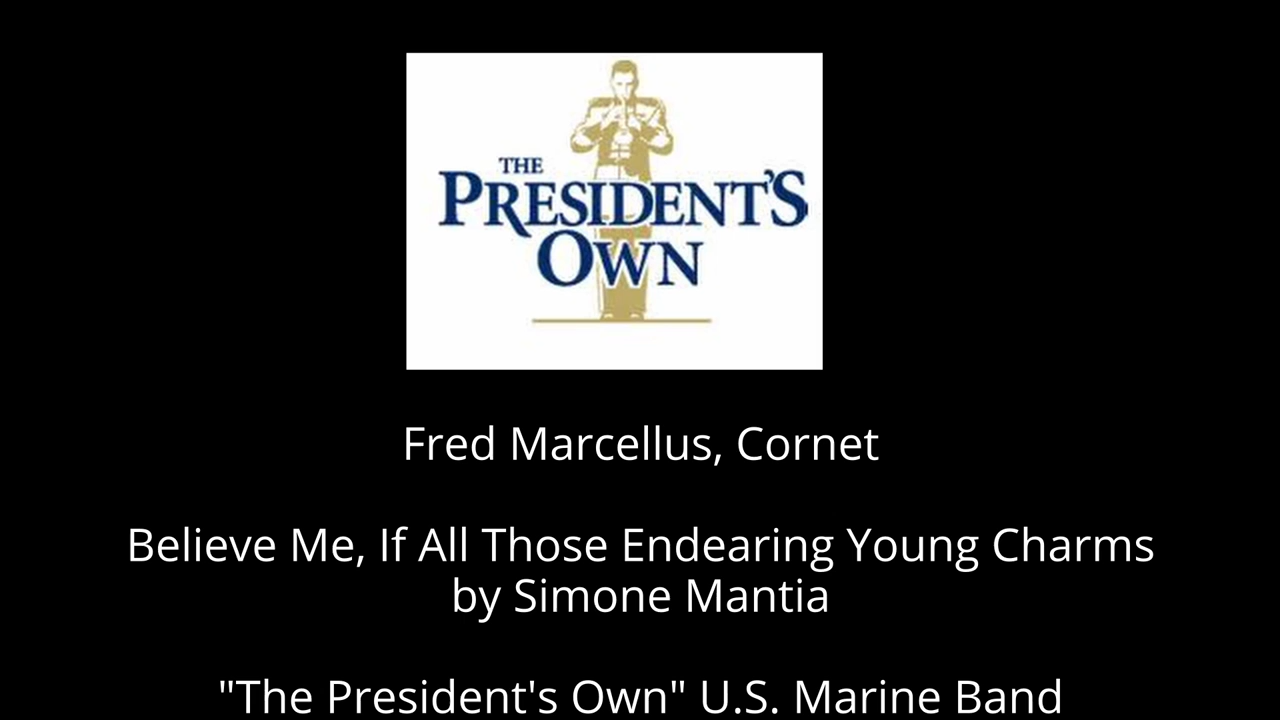 THE
PRESIDENT'S
OWN
Fred Marcellus, Cornet
Believe Me, If All Those Endearing Young Charms
by Simone Mantia
"The President's Own" U.S. Marine Band